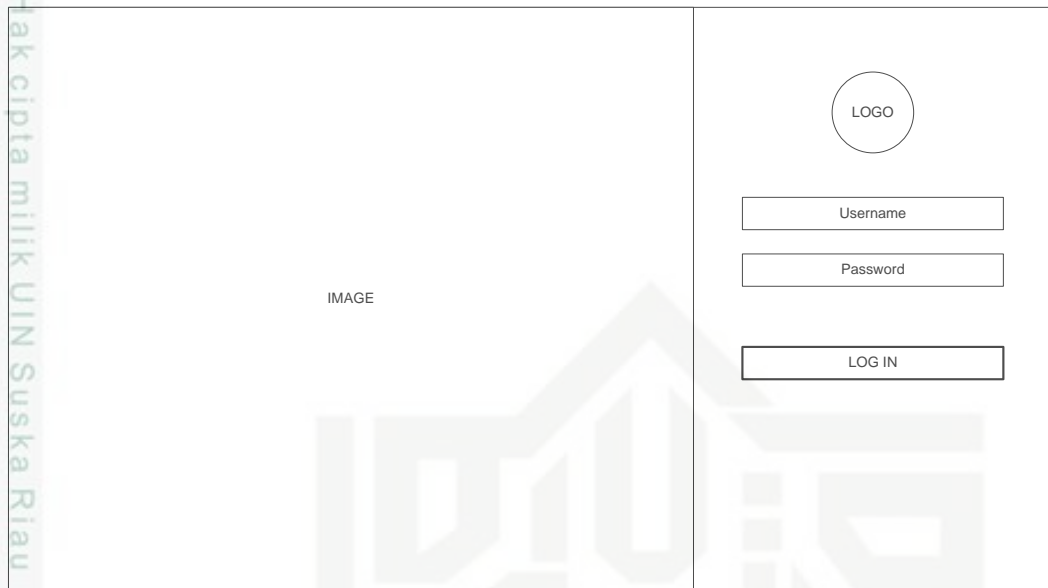 Hak cipta milik UIN Suska Riau
IMAGE
LOGO
Username
Password
LOG IN